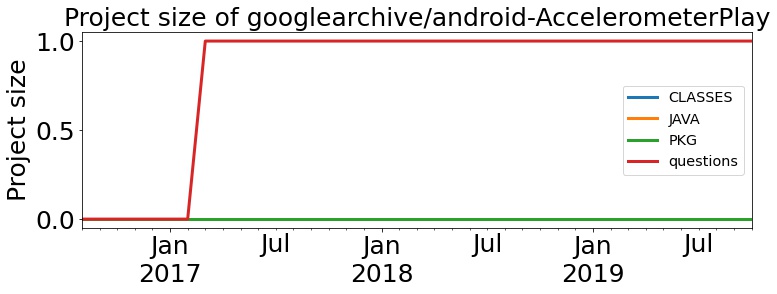 Project size of googlearchive/android-AccelerometerPlay
Project size
1.0
0.5
0.0
CLASSES
JAVA
PKG
questions
Jan Jul Jan Jul Jan Jul
2017 2018 2019